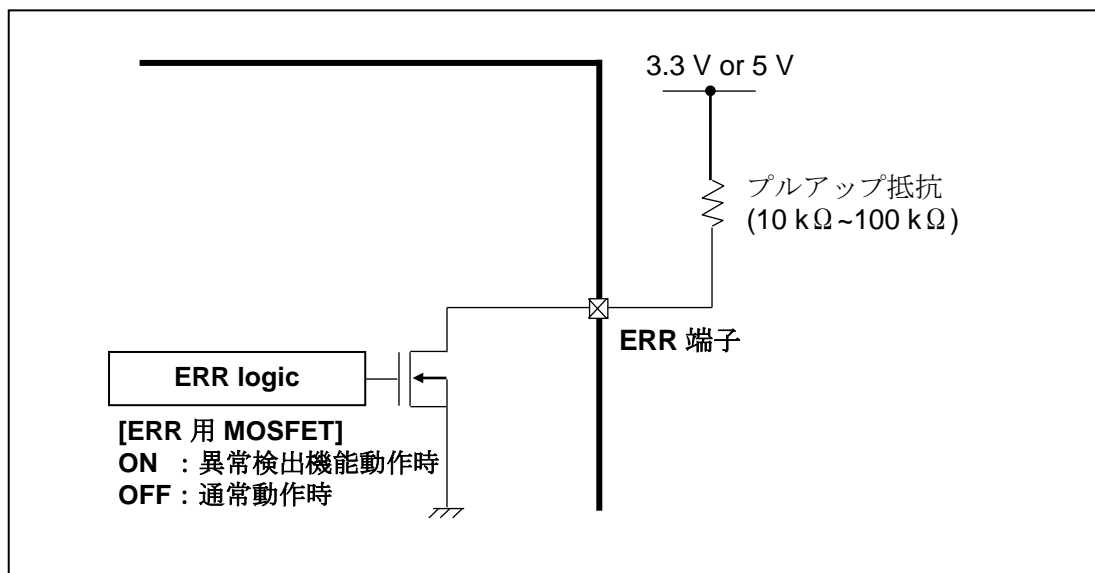 3.3 V or 5 V
プルアップ抵抗
(10 kΩ~100 kΩ)
ERR 端子
ERR logic
[ERR 用 MOSFET]
ON :異常検出機能動作時
OFF:通常動作時